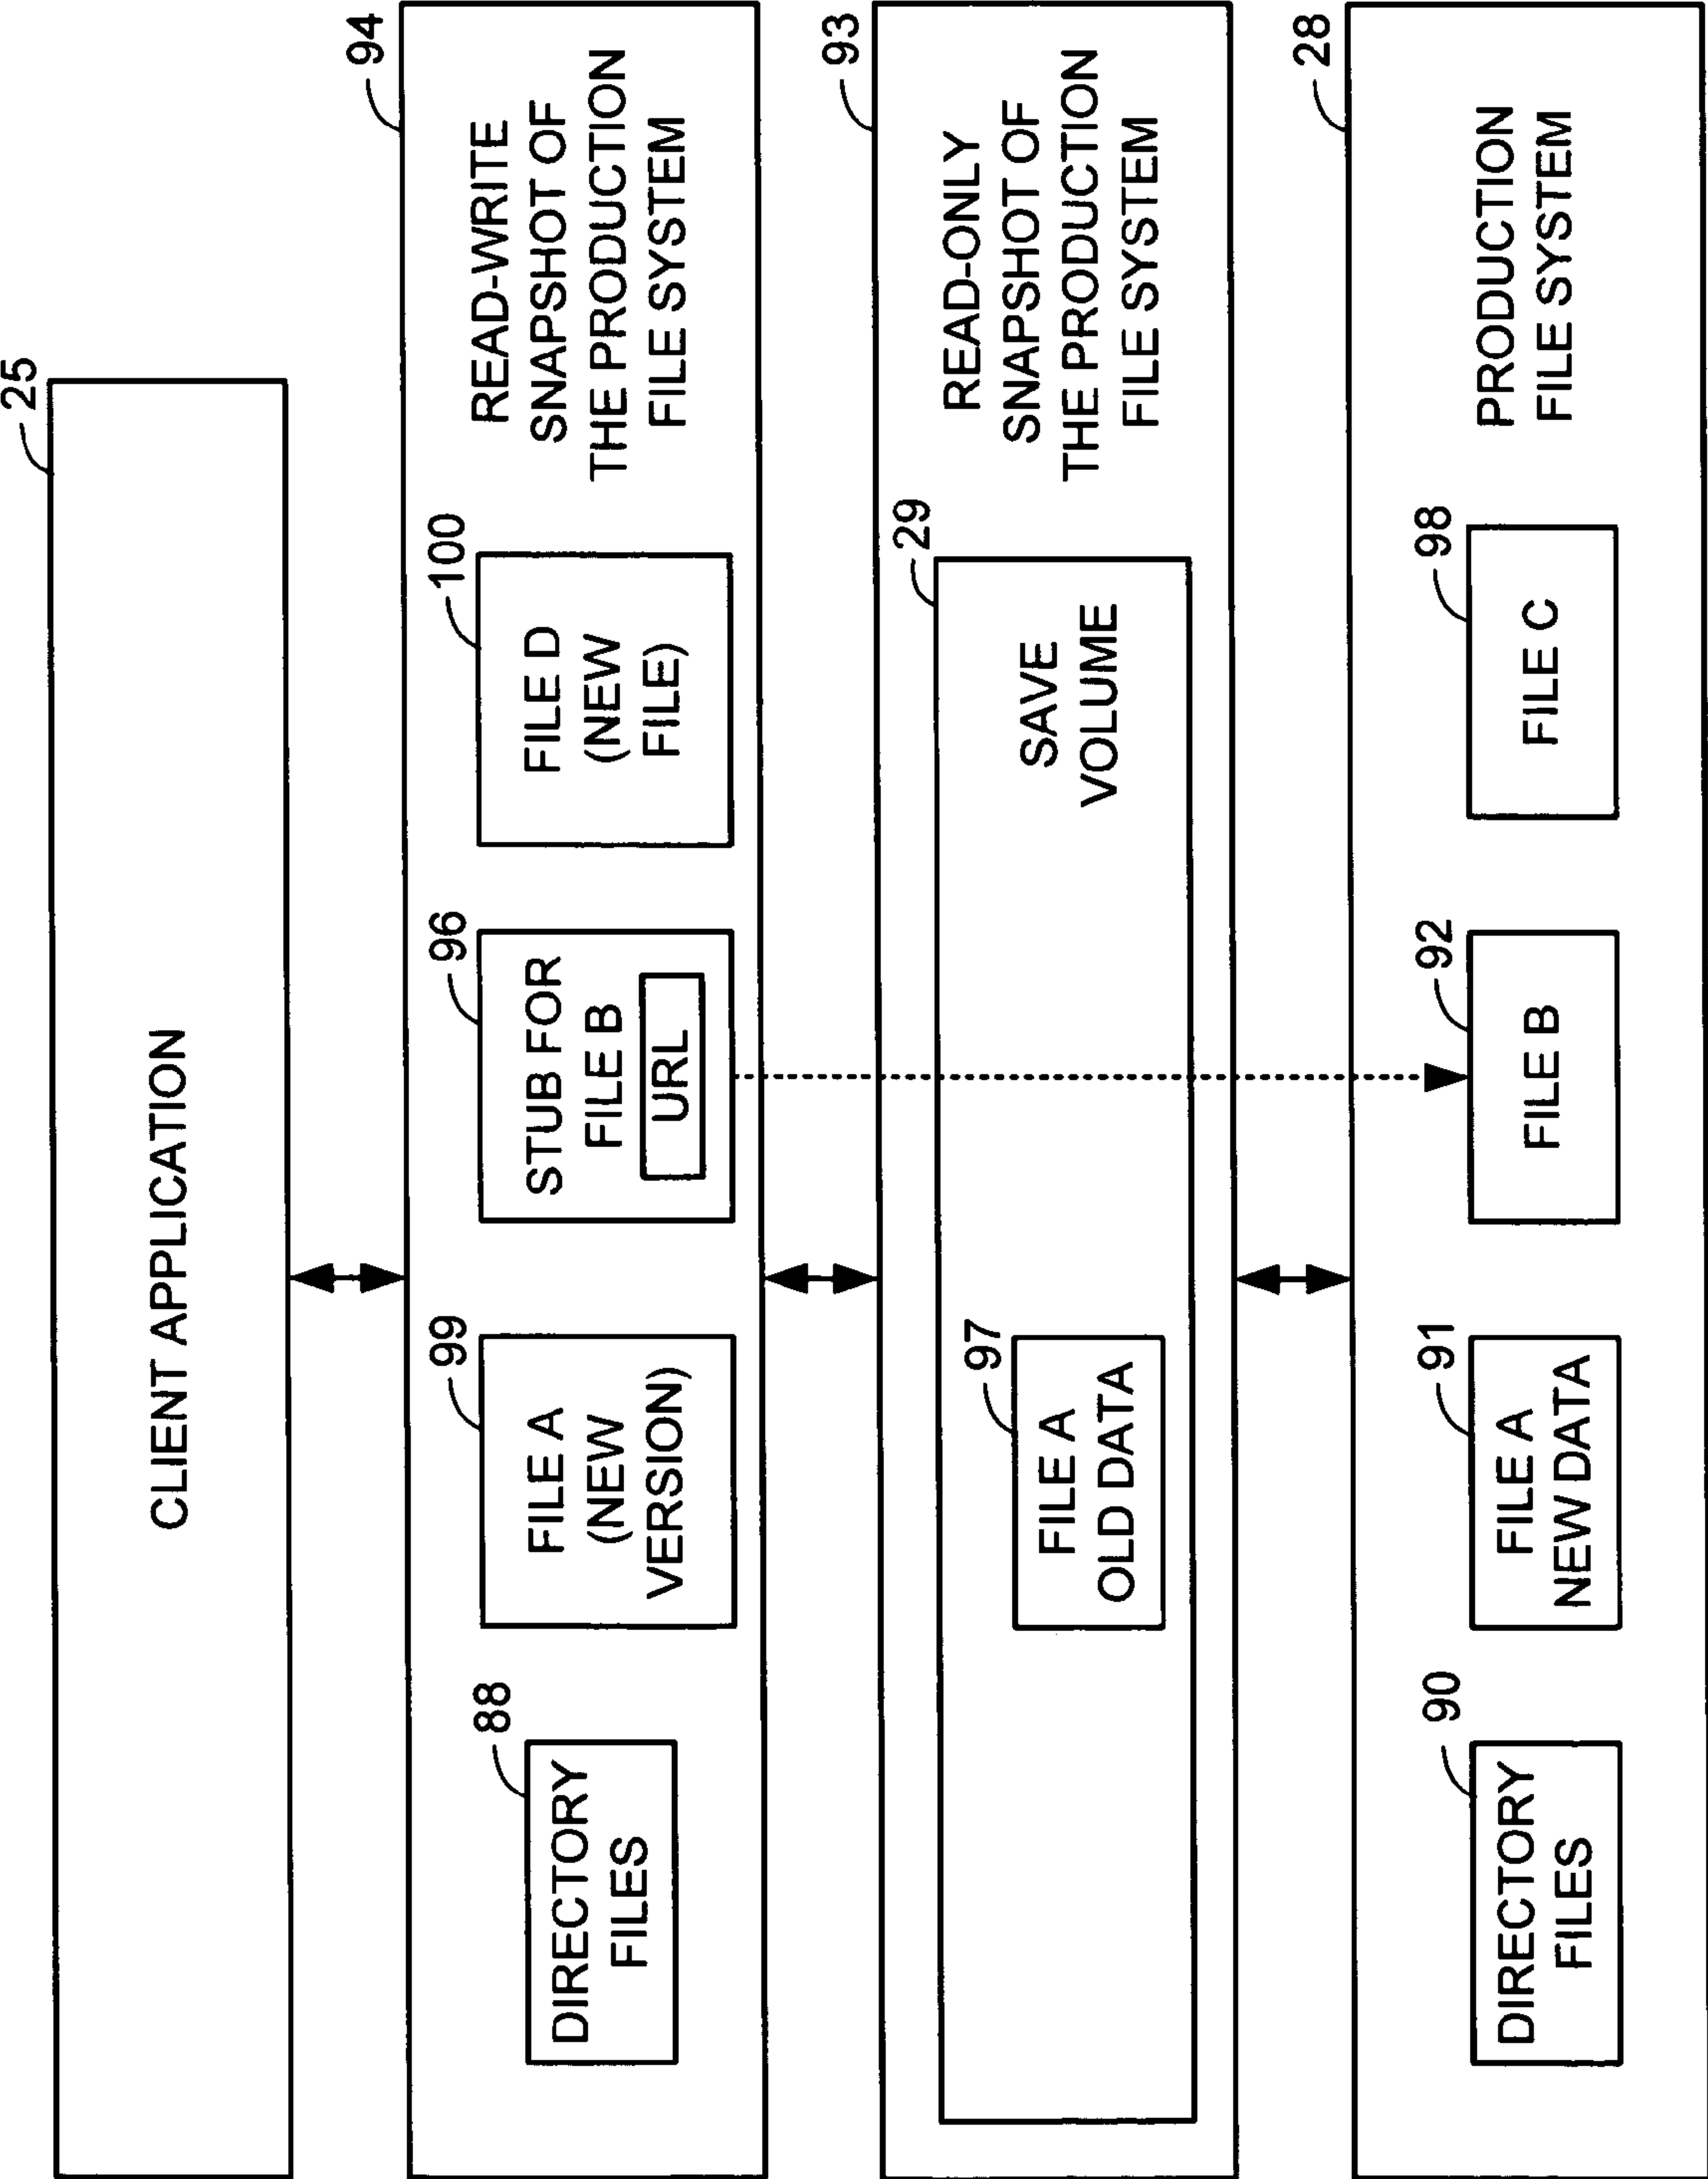 25
CLIENT APPLICATION
94
88
DIRECTORY
FILES
99
FILE A
(NEW
VERSION)
96
STUB FOR
FILE B
URL
100
FILE D
(NEW
FILE)
READ-WRITE
SNAPSHOT OF
THE PRODUCTION
FILE SYSTEM
93
29
97
FILE A
OLD DATA
SAVE
VOLUME
READ-ONLY
SNAPSHOT OF
THE PRODUCTION
FILE SYSTEM
28
90
DIRECTORY
FILES
91
FILE A
NEW DATA
92
FILE B
98
FILE C
PRODUCTION
FILE SYSTEM